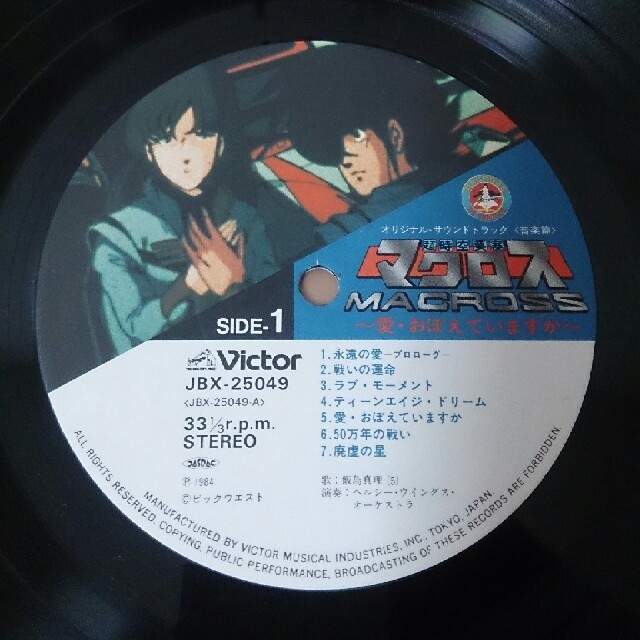 オリジナル・サウンドトラック〈音楽篇〉
超時空要塞
マクロス
MACROSS
〜愛・おぼえていますか〜
SIDE-1
Victor
JBX-25049
<JBX-25049-A>
33⅓r.p.m.
STEREO
JASRAC
Ⓟ1984
©ビックウエスト
1. 永遠の愛―プロローグ―
2. 戦いの運命
3. ラブ・モーメント
4. ティーンエイジ・ドリーム
5. 愛・おぼえていますか
6. 50万年の戦い
7. 廃虚の星
歌：飯島真理 [5]
演奏：ヘルシー・ウイングス・
オーケストラ
MANUFACTURED BY VICTOR MUSICAL INDUSTRIES, INC., TOKYO, JAPAN
ALL RIGHTS RESERVED. COPYING, PUBLIC PERFORMANCE, BROADCASTING OF THESE RECORDS ARE FORBIDDEN.